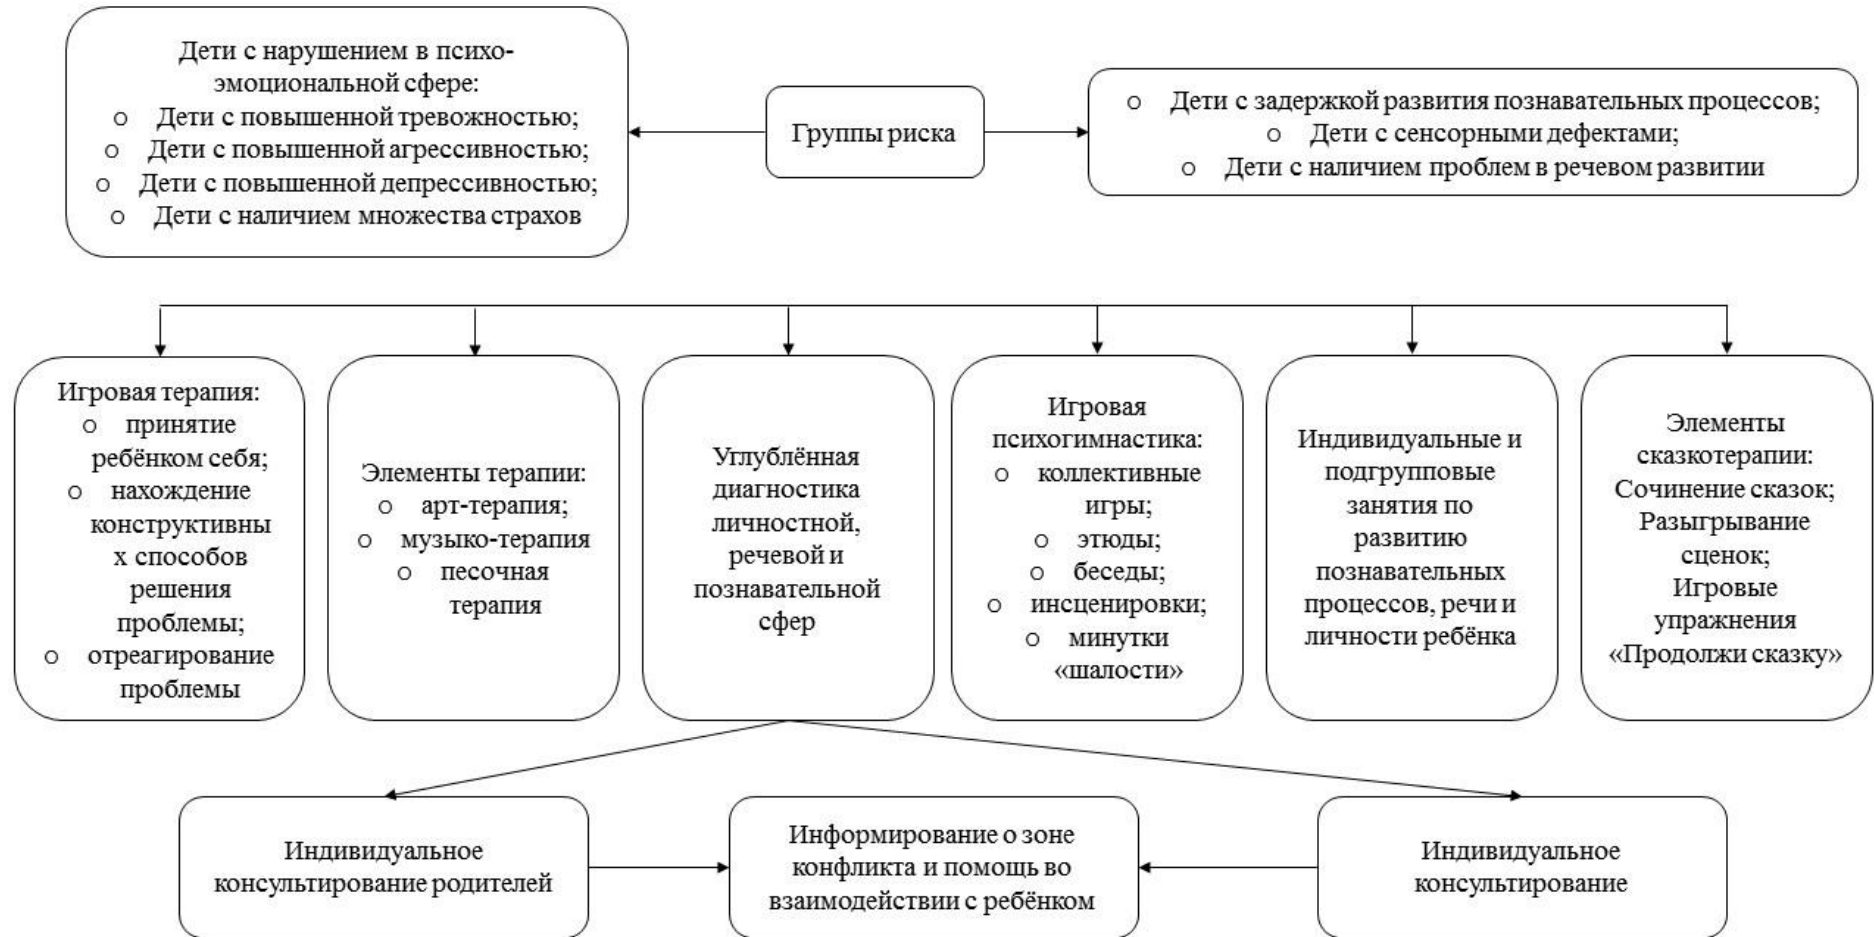 Дети с нарушением в психо-
эмоциональной сфере:
o Дети с повышенной тревожностью;
o Дети с повышенной агрессивностью;
o Дети с повышенной депрессивностью;
o Дети с наличием множества страхов
Группы риска
o Дети с задержкой развития познавательных процессов;
o Дети с сенсорными дефектами;
o Дети с наличием проблем в речевом развитии
Игровая терапия:
o принятие
ребёнком себя;
o нахождение
конструктивны
х способов
решения
проблемы;
o отреагирование
проблемы
Элементы терапии:
o арт-терапия;
o музыко-терапия
o песочная
терапия
Углублённая
диагностика
личностной,
речевой и
познавательной
сфер
Игровая
психогимнастика:
o коллективные
игры;
o этюды;
o беседы;
o инсценировки;
o минутки
«шалости»
Индивидуальные и
подгрупповые
занятия по
развитию
познавательных
процессов, речи и
личности ребёнка
Элементы
сказкотерапии:
Сочинение сказок;
Разыгрывание
сценок;
Игровые
упражнения
«Продолжи сказку»
Индивидуальное
консультирование родителей
Информирование о зоне
конфликта и помощь во
взаимодействии с ребёнком
Индивидуальное
консультирование